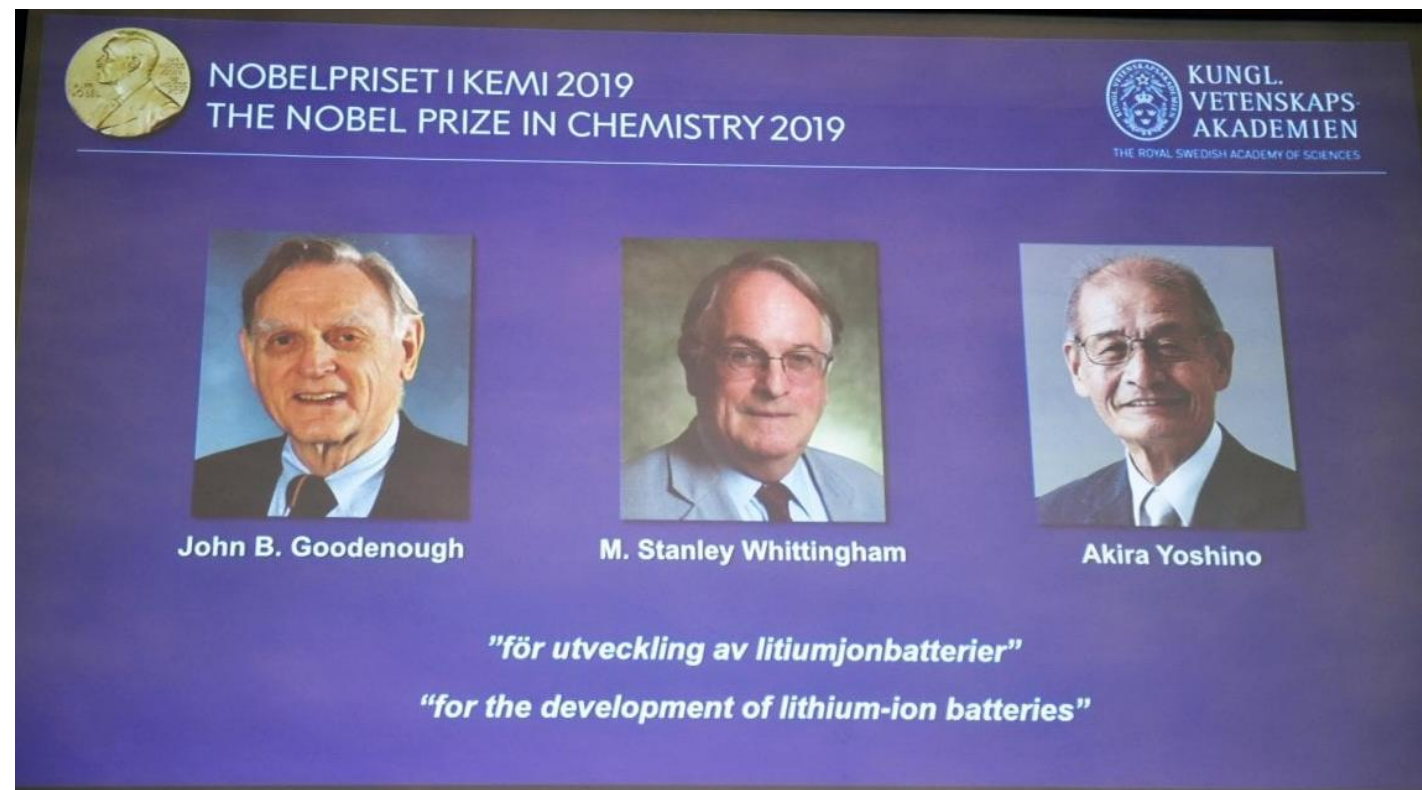 NOBELPRISET I KEMI 2019
THE NOBEL PRIZE IN CHEMISTRY 2019
KUNGL.
VETENSKAPS-
AKADEMIEN
THE ROYAL SWEDISH ACADEMY OF SCIENCES
John B. Goodenough
M. Stanley Whittingham
Akira Yoshino
”för utveckling av litiumjonbatterier”
“for the development of lithium-ion batteries”